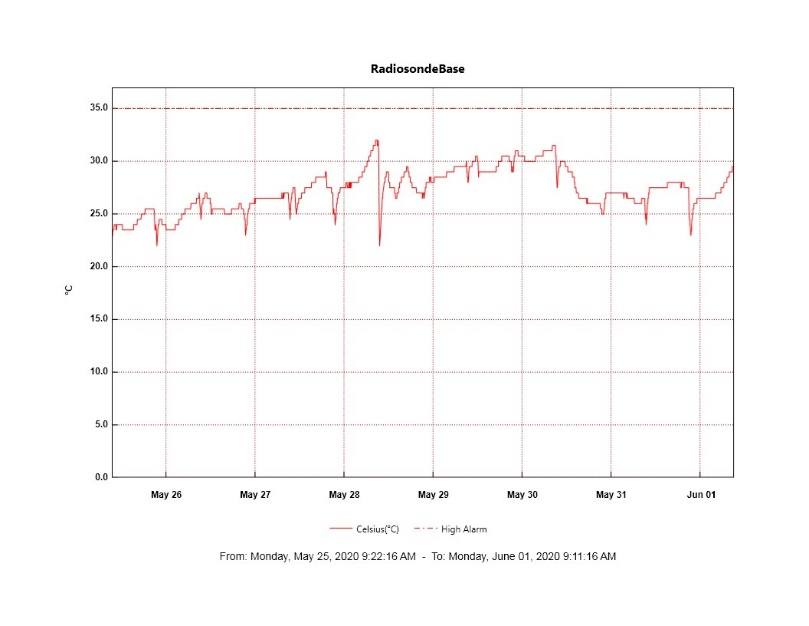 RadiosondeBase
35.0
30.0
25.0
20.0
°C
15.0
10.0
5.0
0.0
May 26 May 27 May 28 May 29 May 30 May 31 Jun 01
Celsius(°C) High Alarm
From: Monday, May 25, 2020 9:22:16 AM - To: Monday, June 01, 2020 9:11:16 AM